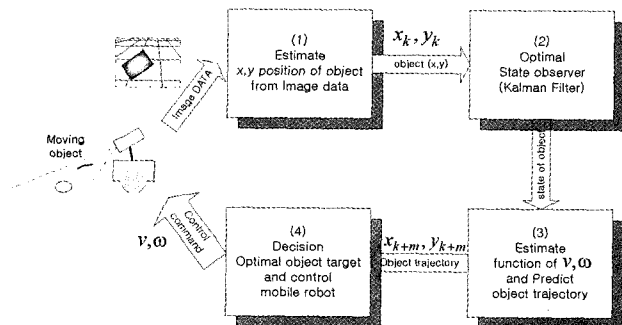 (1)
Estimate
x,y position of object
from Image data
x_k, y_k
object (x,y)
(2)
Optimal
State observer
(Kalman Filter)
Image DATA
Moving
object
state of object
v,ω
Control
command
(4)
Decision
Optimal object target
and control
mobile robot
x_{k+m}, y_{k+m}
Object trajectory
(3)
Estimate
function of v,ω
and Predict
object trajectory